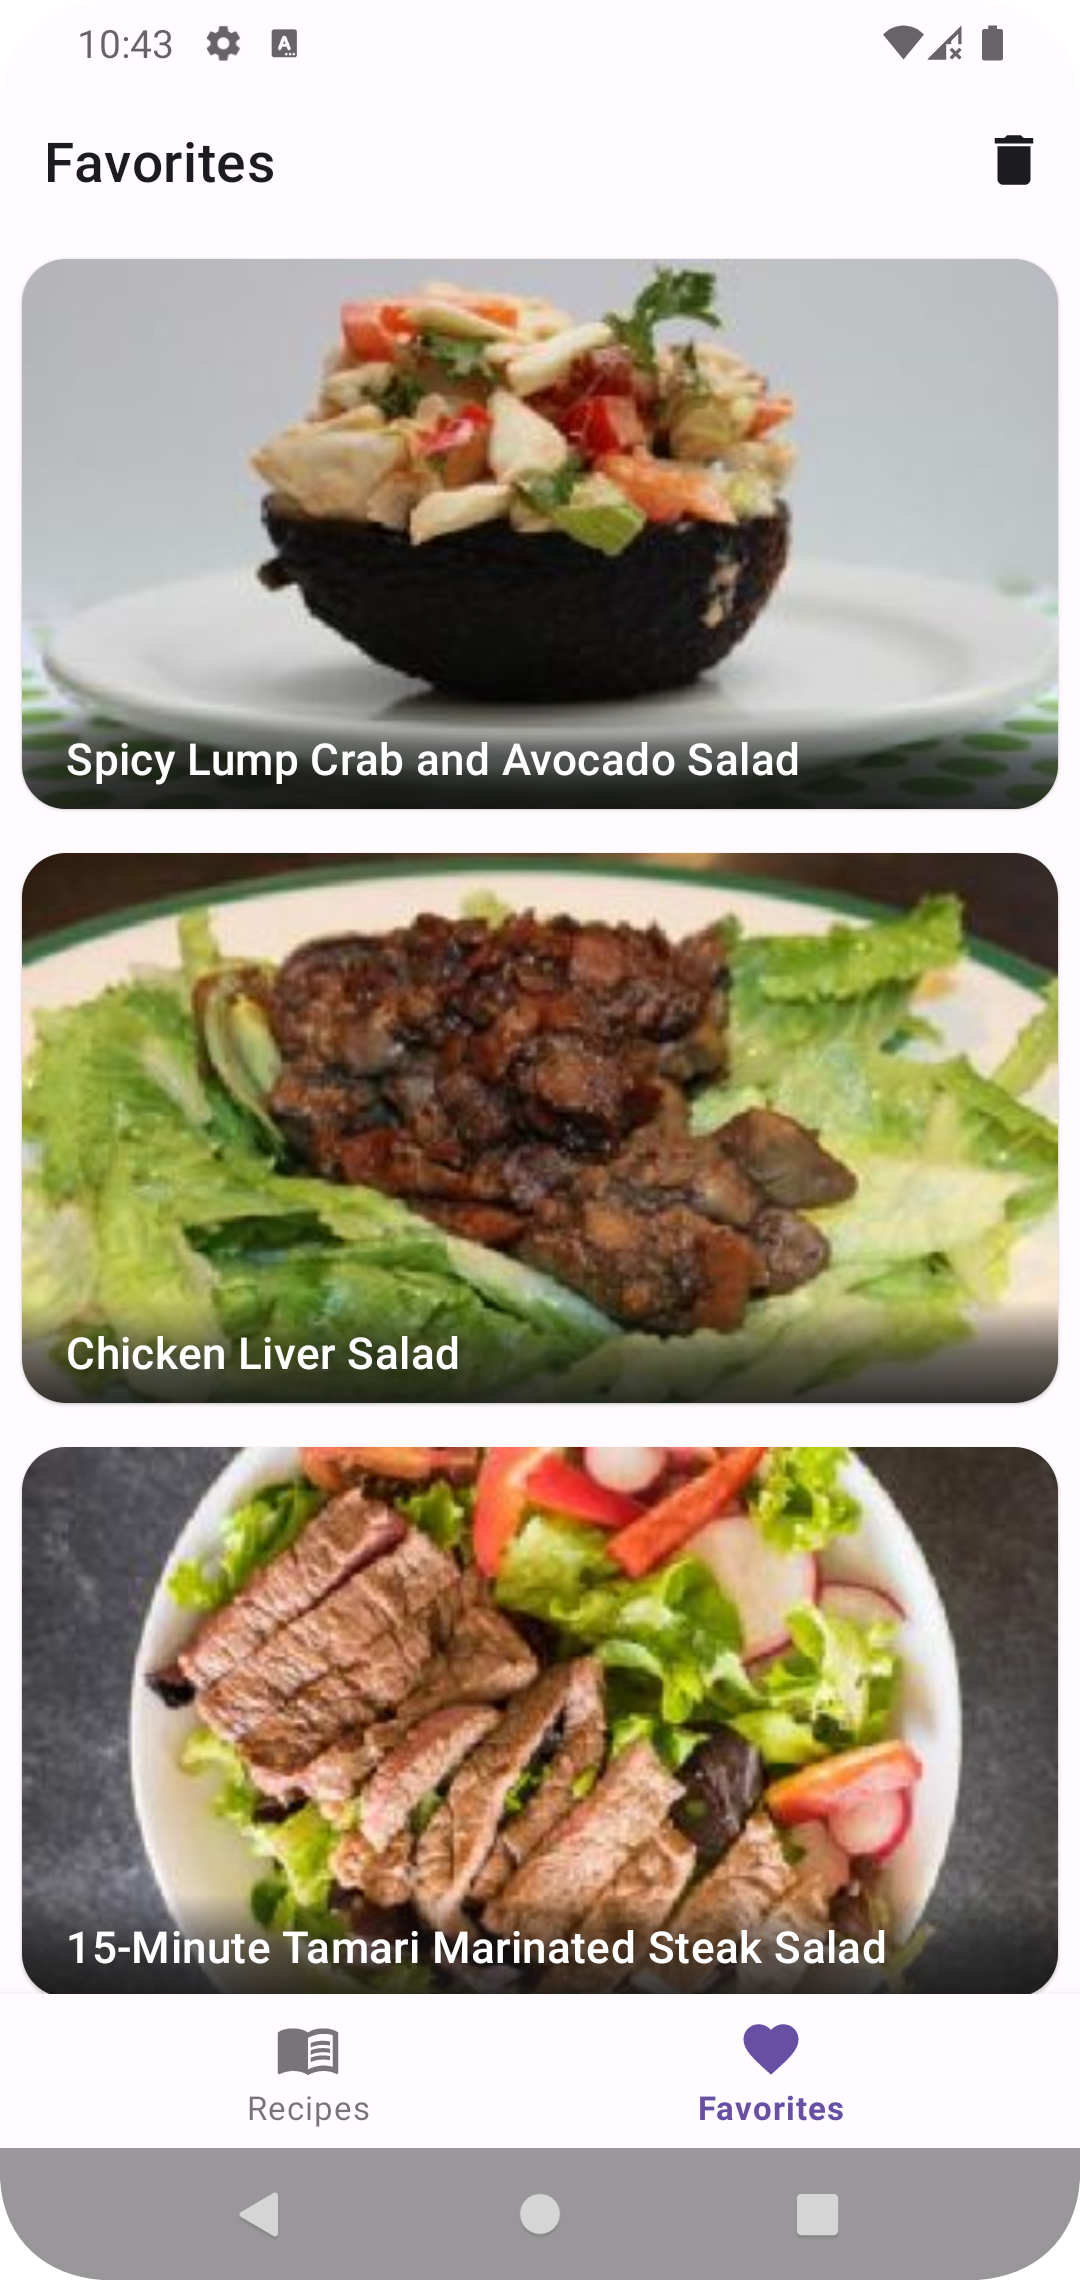 10:43
Favorites
Spicy Lump Crab and Avocado Salad
Chicken Liver Salad
15-Minute Tamari Marinated Steak Salad
Recipes
Favorites